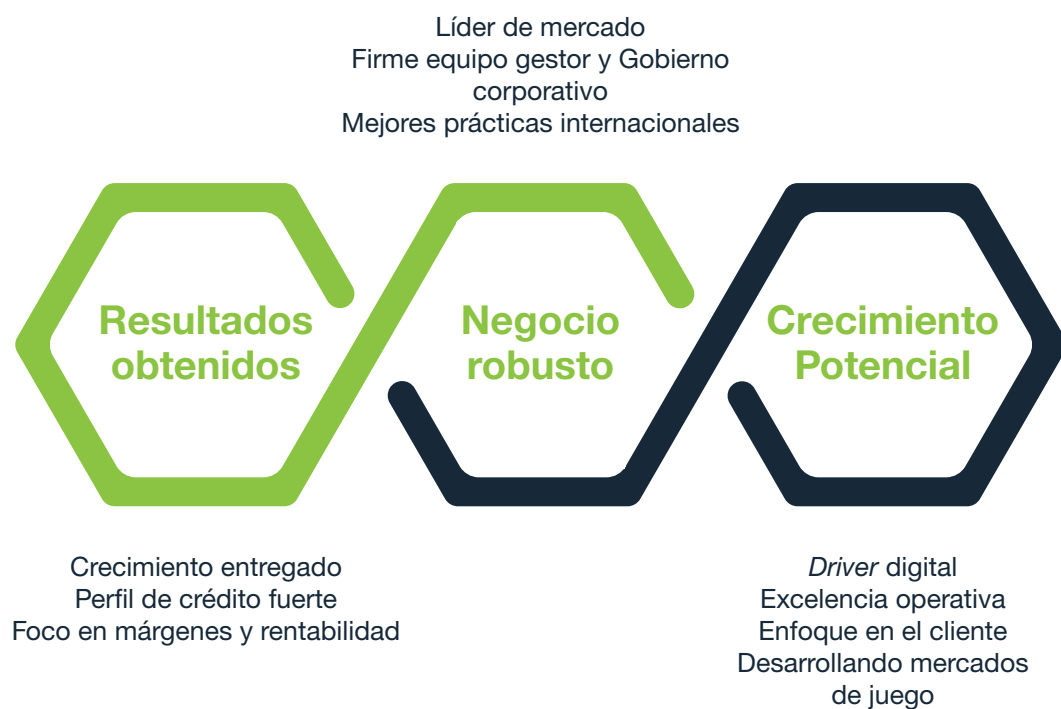 Líder de mercado
Firme equipo gestor y Gobierno
corporativo
Mejores prácticas internacionales
Resultados
obtenidos
Negocio
robusto
Crecimiento
Potencial
Crecimiento entregado
Perfil de crédito fuerte
Foco en márgenes y rentabilidad
Driver digital
Excelencia operativa
Enfoque en el cliente
Desarrollando mercados
de juego